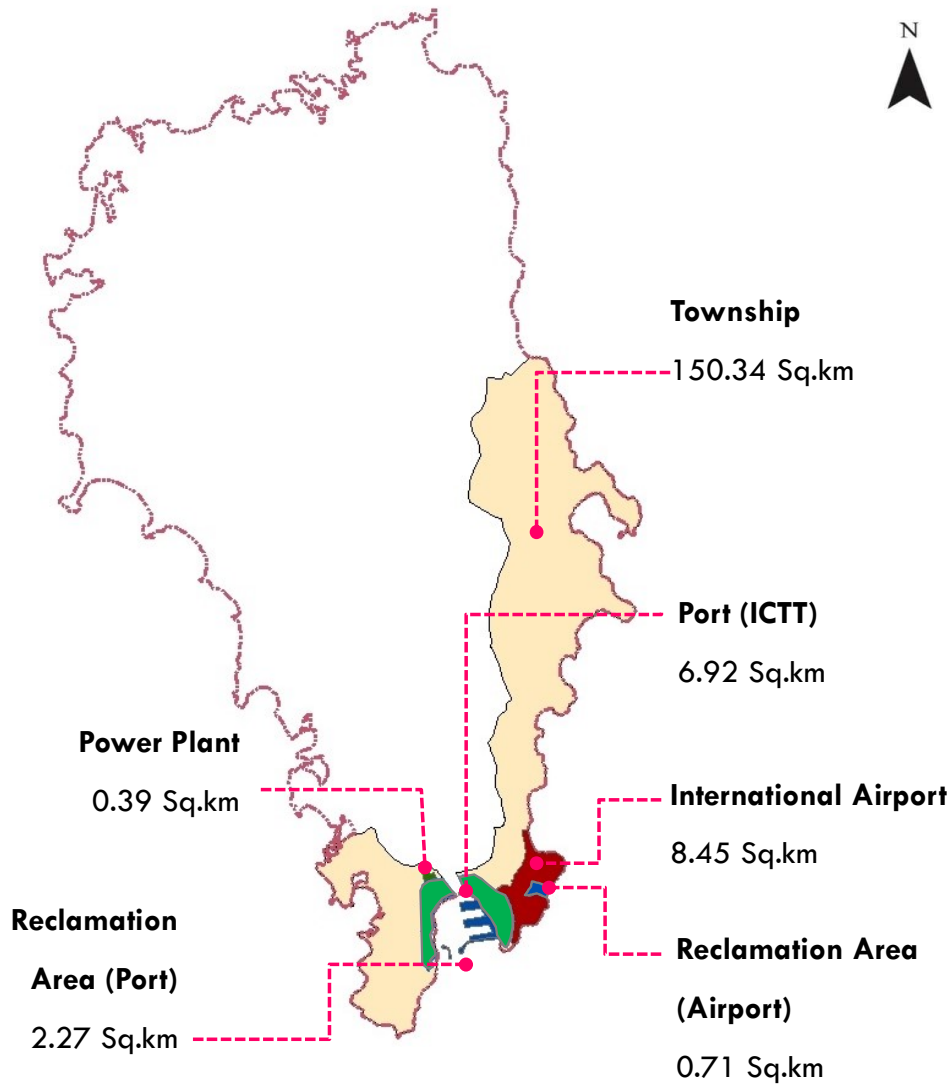 N
Township
150.34 Sq.km
Port (ICTT)
6.92 Sq.km
Power Plant
0.39 Sq.km
International Airport
8.45 Sq.km
Reclamation
Area (Port)
2.27 Sq.km
Reclamation Area
(Airport)
0.71 Sq.km